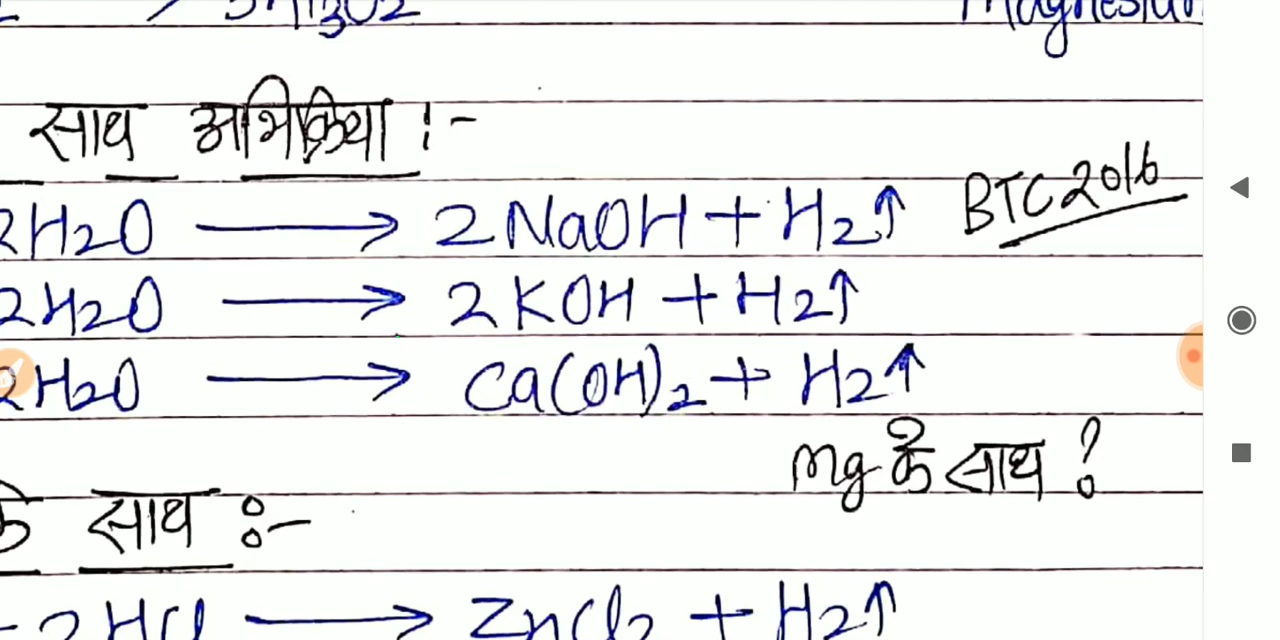 साथ अभिक्रिया :-
2H2O ⟶ 2NaOH + H2↑ BTC 2016
2H2O ⟶ 2KOH + H2↑
2H2O ⟶ Ca(OH)2 + H2↑
Mg के साथ ?
के साथ :-
2HCl ⟶ ZnCl2 + H2↑